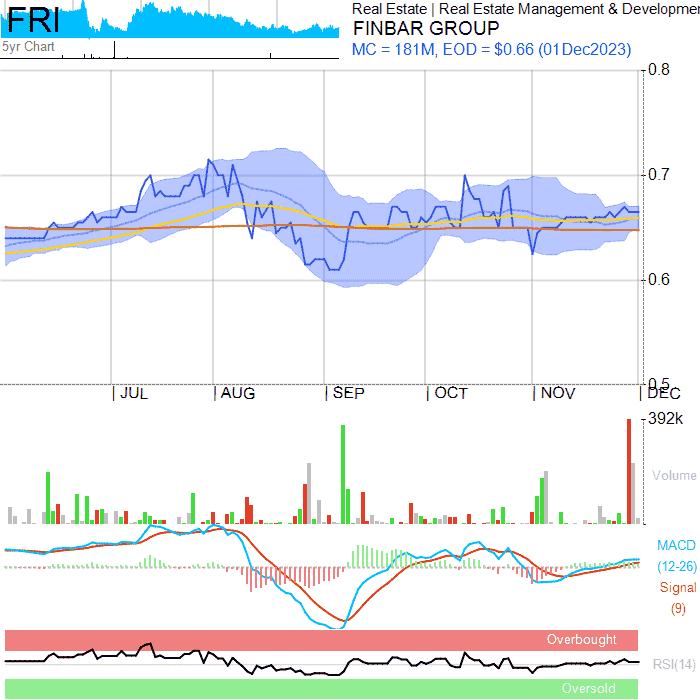 FRI
5yr Chart
Real Estate | Real Estate Management & Developmen
FINBAR GROUP
MC = 181M, EOD = $0.66 (01Dec2023)
0.8
0.7
0.6
0.5
| JUL | AUG | SEP | OCT | NOV | DEC
392k
Volume
MACD
(12-26)
Signal
(9)
Overbought
RSI(14)
Oversold